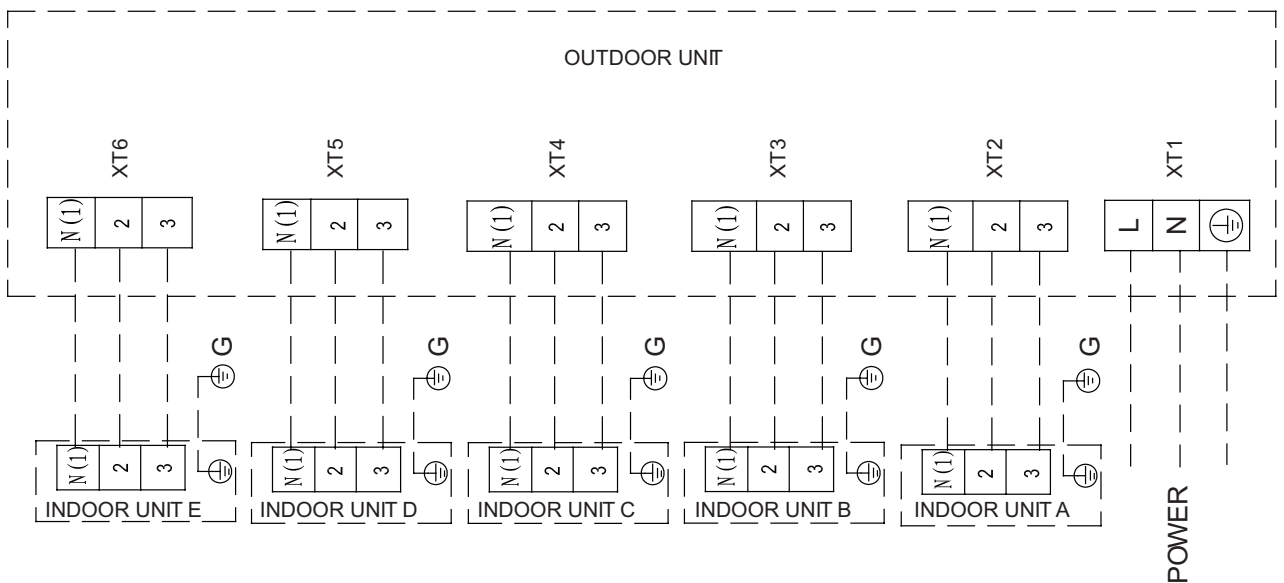 OUTDOOR UNIT
XT6 XT5 XT4 XT3 XT2 XT1
N(1) 2 3 N(1) 2 3 N(1) 2 3 N(1) 2 3 N(1) 2 3 L N
G G G G G
N(1) 2 3 N(1) 2 3 N(1) 2 3 N(1) 2 3 N(1) 2 3
INDOOR UNIT E INDOOR UNIT D INDOOR UNIT C INDOOR UNIT B INDOOR UNIT A
POWER